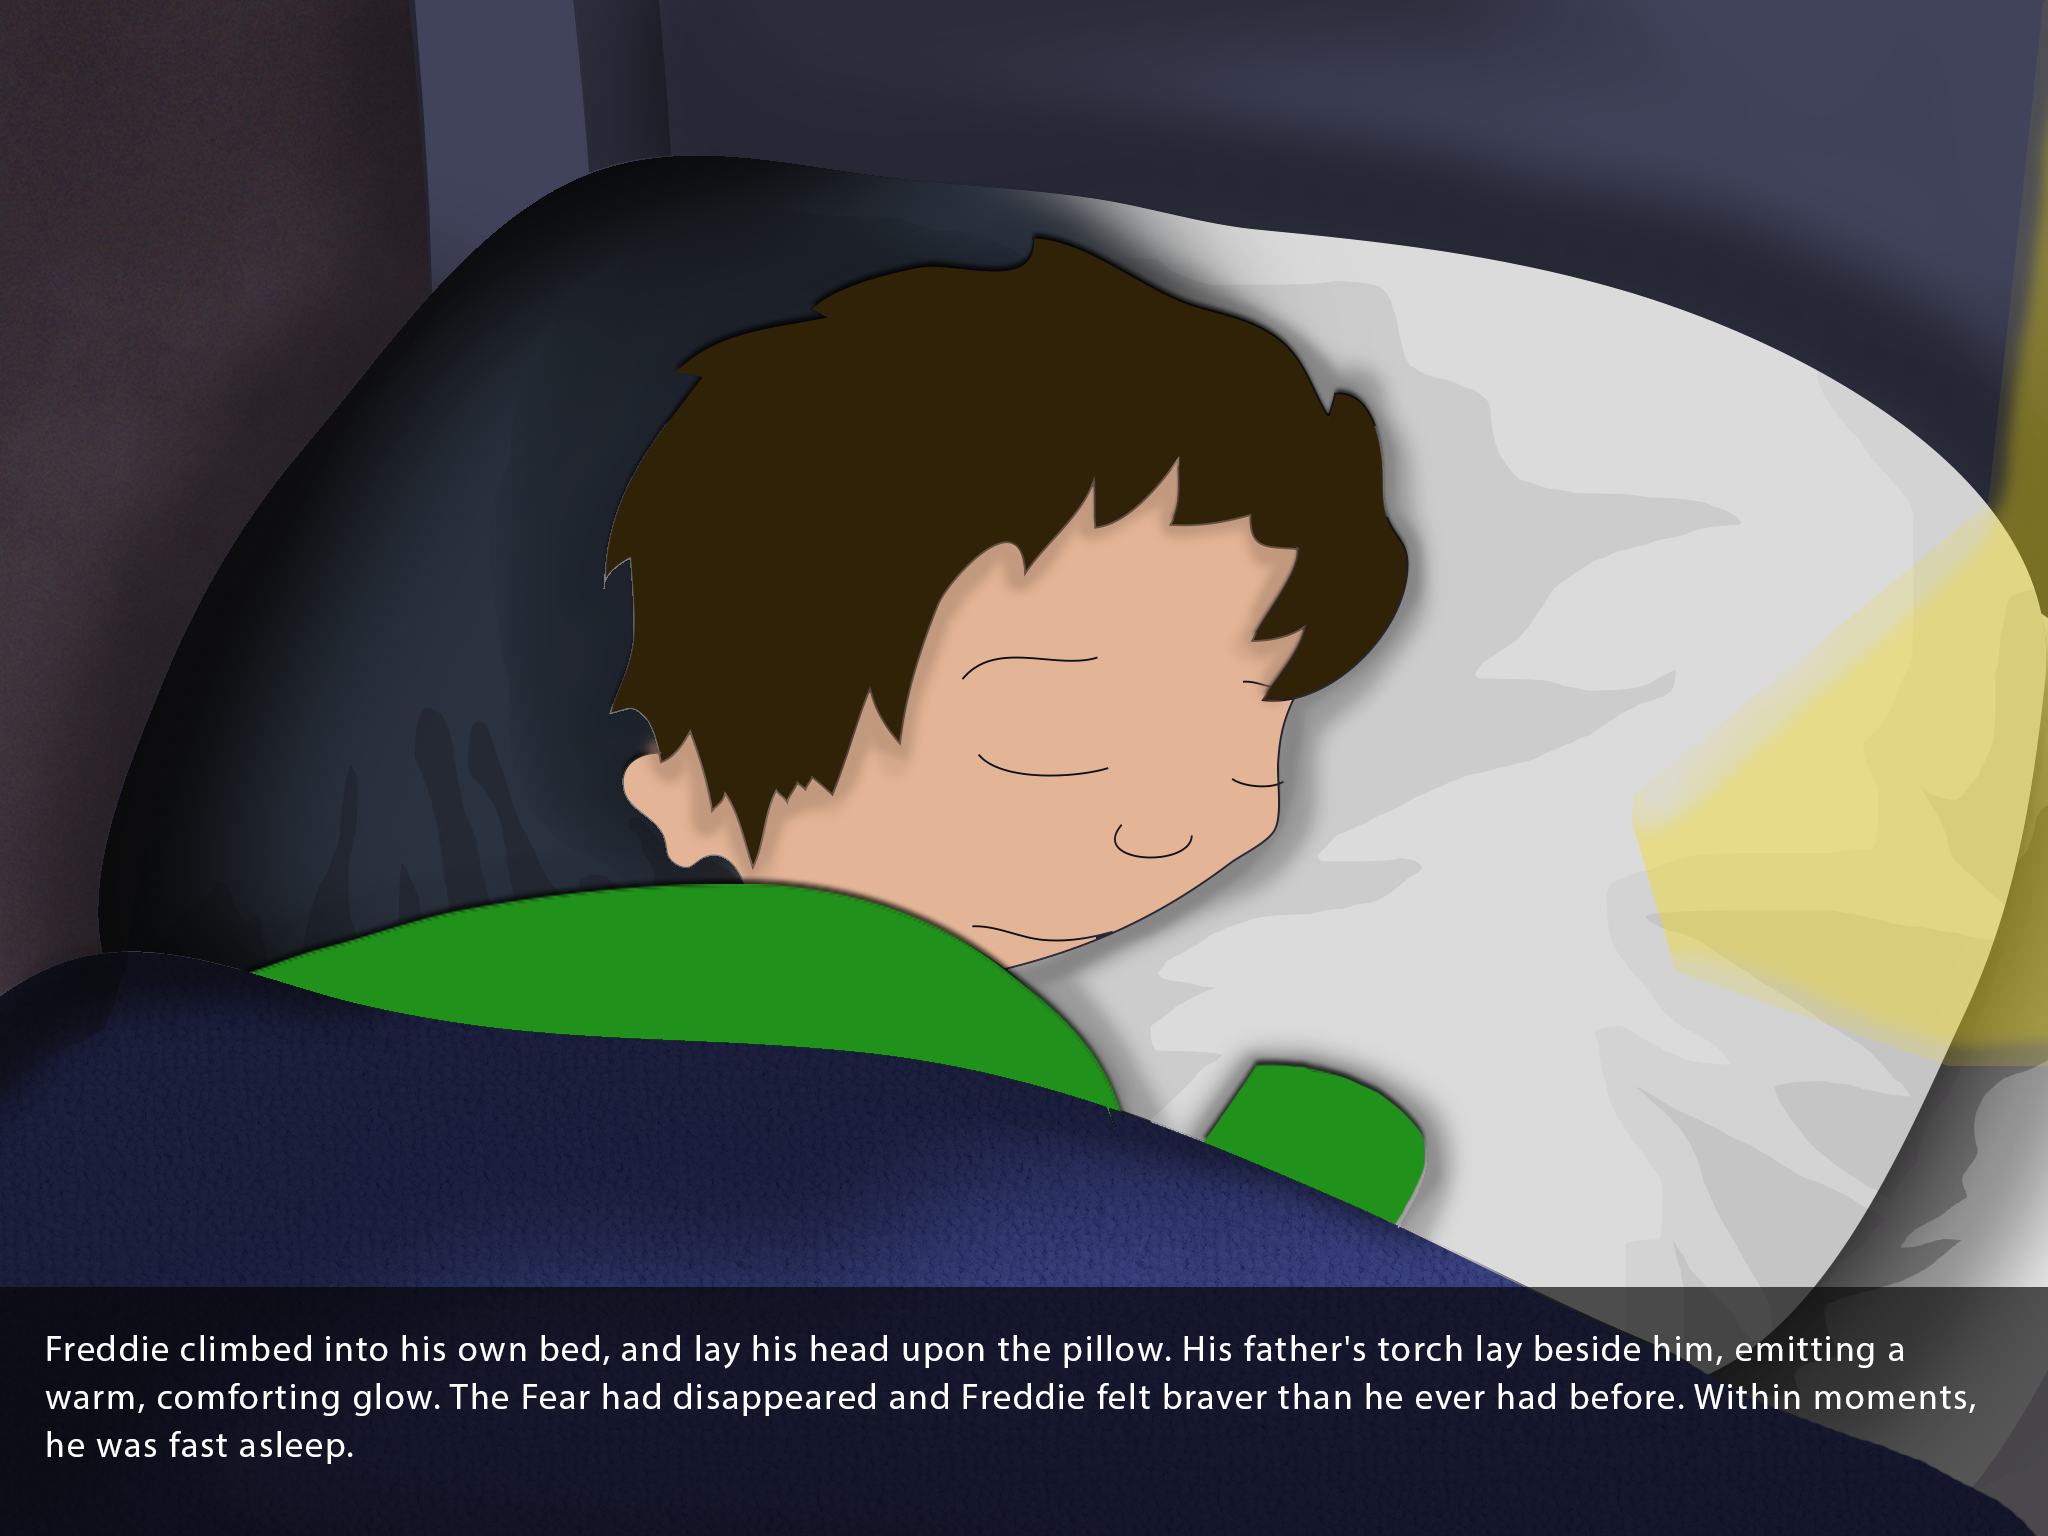 Freddie climbed into his own bed, and lay his head upon the pillow. His father's torch lay beside him, emitting a
warm, comforting glow. The Fear had disappeared and Freddie felt braver than he ever had before. Within moments,
he was fast asleep.